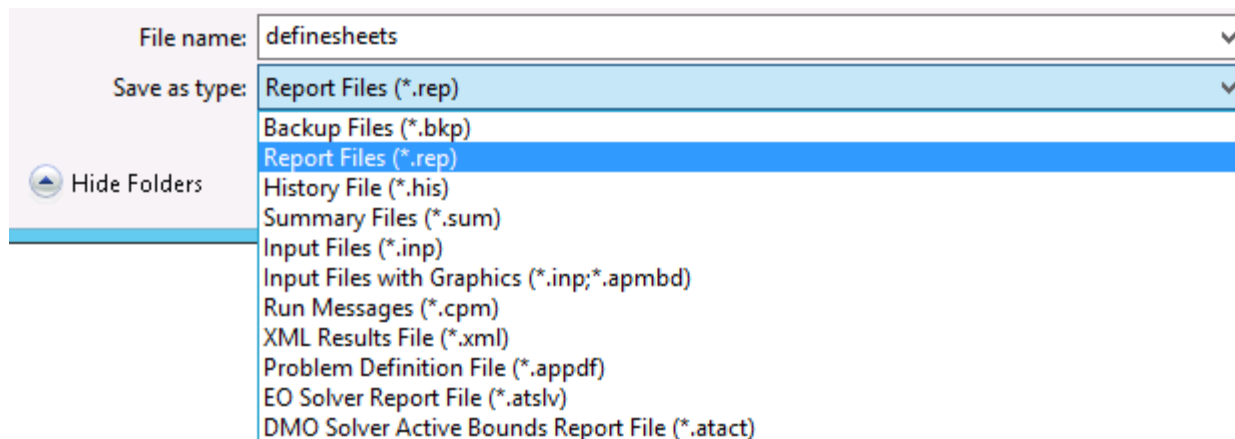 File name: definesheets
Save as type: Report Files (*.rep)
Backup Files (*.bkp)
Report Files (*.rep)
Hide Folders
History File (*.his)
Summary Files (*.sum)
Input Files (*.inp)
Input Files with Graphics (*.inp;*.apmbd)
Run Messages (*.cpm)
XML Results File (*.xml)
Problem Definition File (*.appdf)
EO Solver Report File (*.atslv)
DMO Solver Active Bounds Report File (*.atact)